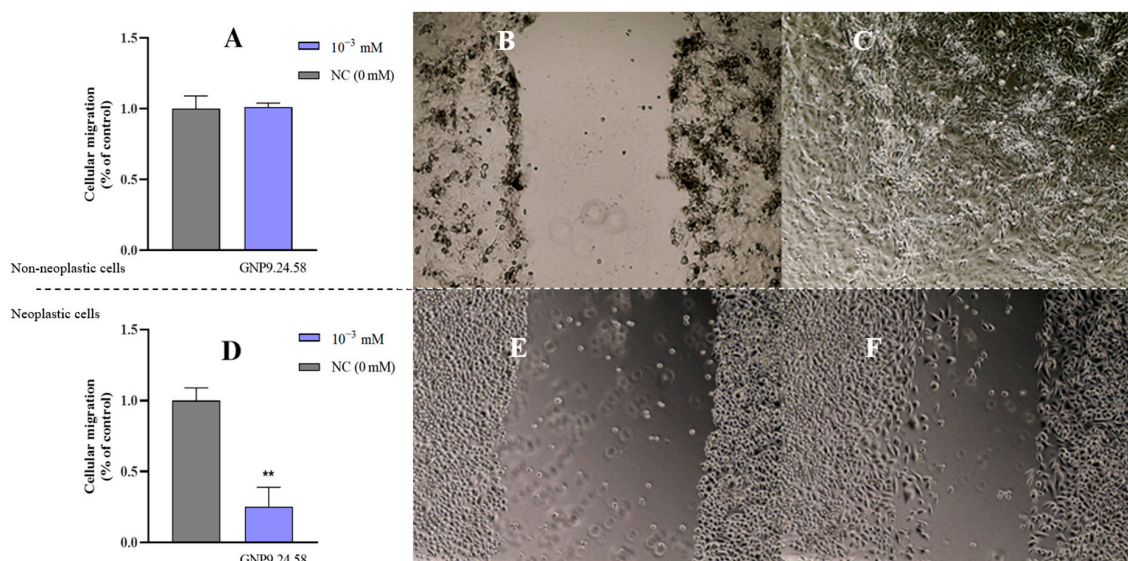 A
1.5
1.0
0.5
0.0
Cellular migration
(% of control)
10⁻³ mM
NC (0 mM)
GNP9.24.58
B
C
Non-neoplastic cells
Neoplastic cells
D
1.5
1.0
0.5
0.0
Cellular migration
(% of control)
10⁻³ mM
NC (0 mM)
**
GNP9.24.58
E
F